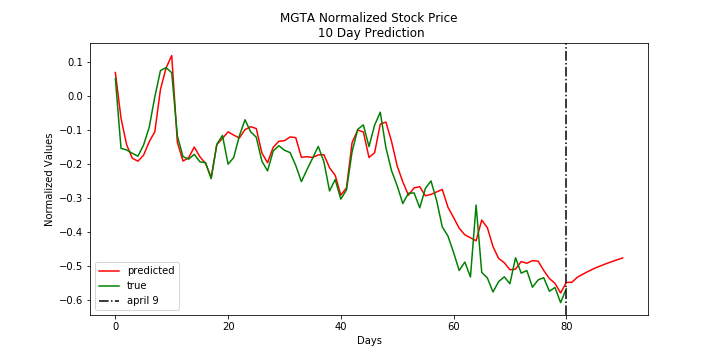 MGTA Normalized Stock Price
10 Day Prediction
Normalized Values
0.1
0.0
−0.1
−0.2
−0.3
−0.4
−0.5
−0.6
predicted
true
april 9
0 20 40 60 80
Days